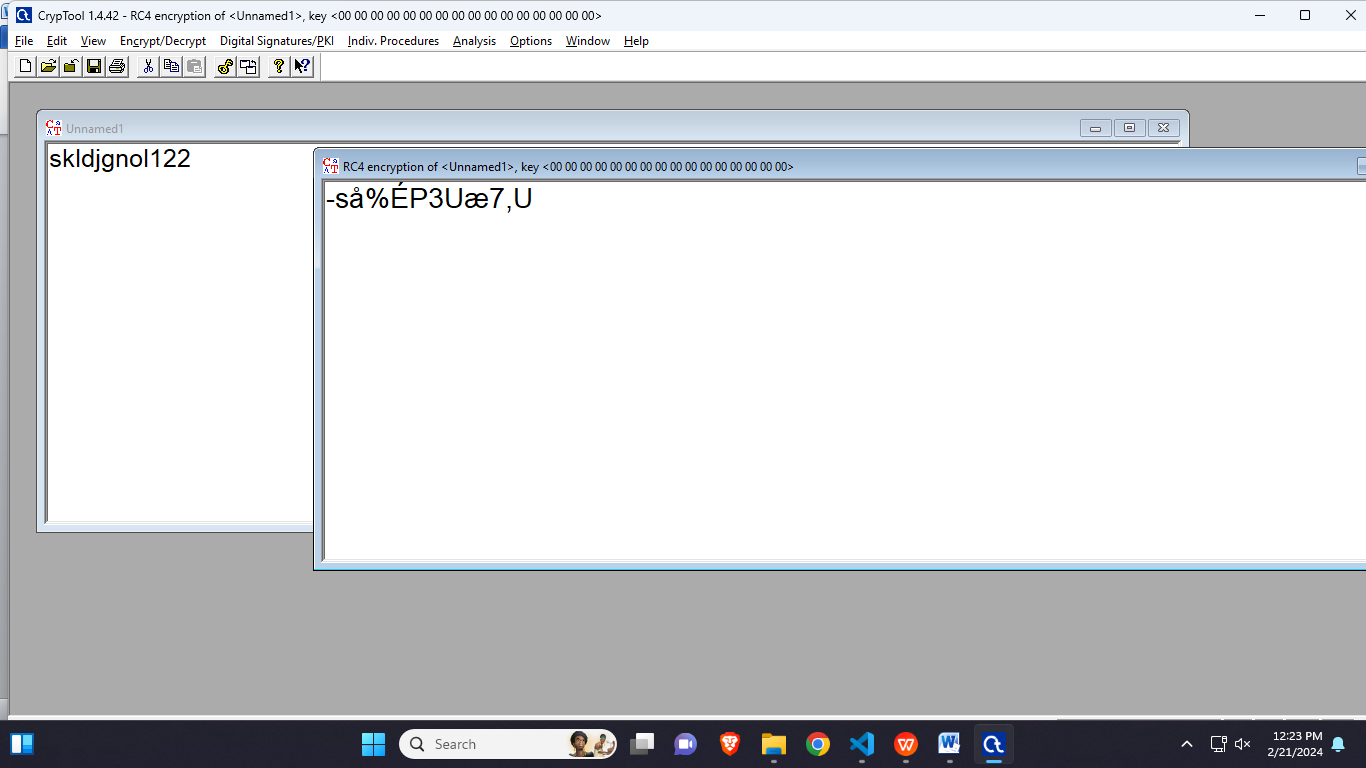 CrypTool 1.4.42 - RC4 encryption of <Unnamed1>, key <00 00 00 00 00 00 00 00 00 00 00 00 00 00 00 00>
File Edit View Encrypt/Decrypt Digital Signatures/PKI Indiv. Procedures Analysis Options Window Help
Unnamed1
skldjgnol122
RC4 encryption of <Unnamed1>, key <00 00 00 00 00 00 00 00 00 00 00 00 00 00 00 00>
-så%ÉP3Uæ7,U
Search
12:23 PM
2/21/2024